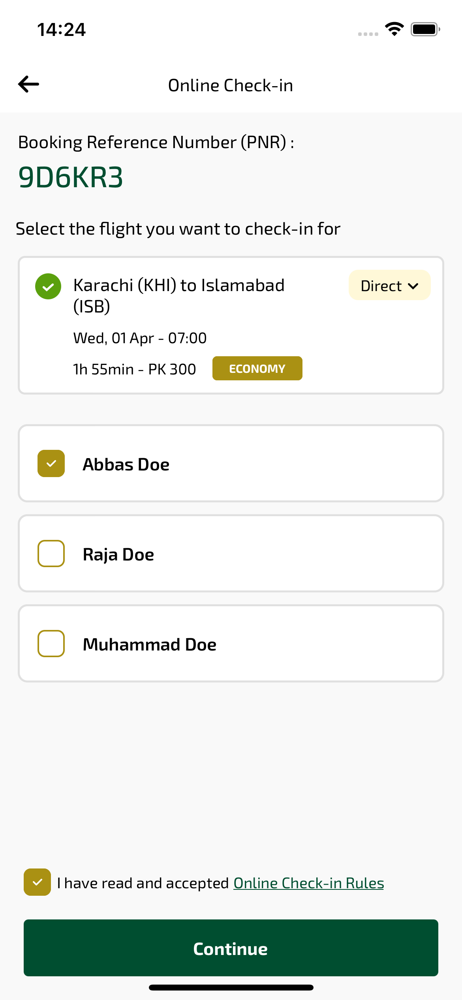 14:24
Online Check-in
Booking Reference Number (PNR) :
9D6KR3
Select the flight you want to check-in for
Karachi (KHI) to Islamabad
(ISB)
Direct
Wed, 01 Apr - 07:00
1h 55min - PK 300
ECONOMY
Abbas Doe
Raja Doe
Muhammad Doe
I have read and accepted Online Check-in Rules
Continue